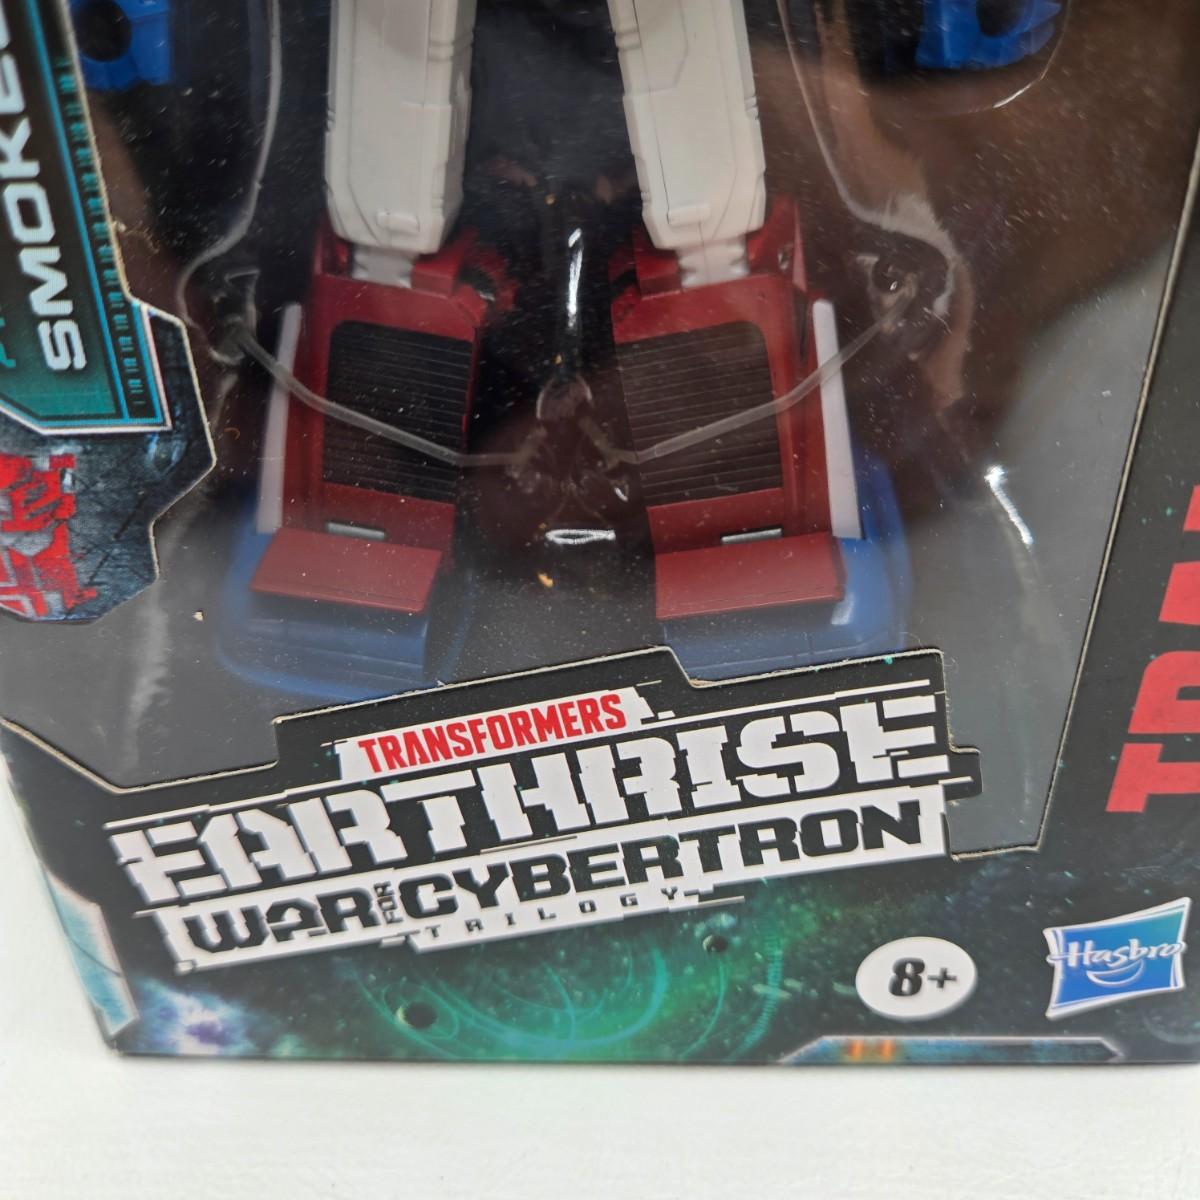 SMOKE
TRANSFORMERS
EARTHRISE
WAR FOR CYBERTRON
TRILOGY
8+
Hasbro